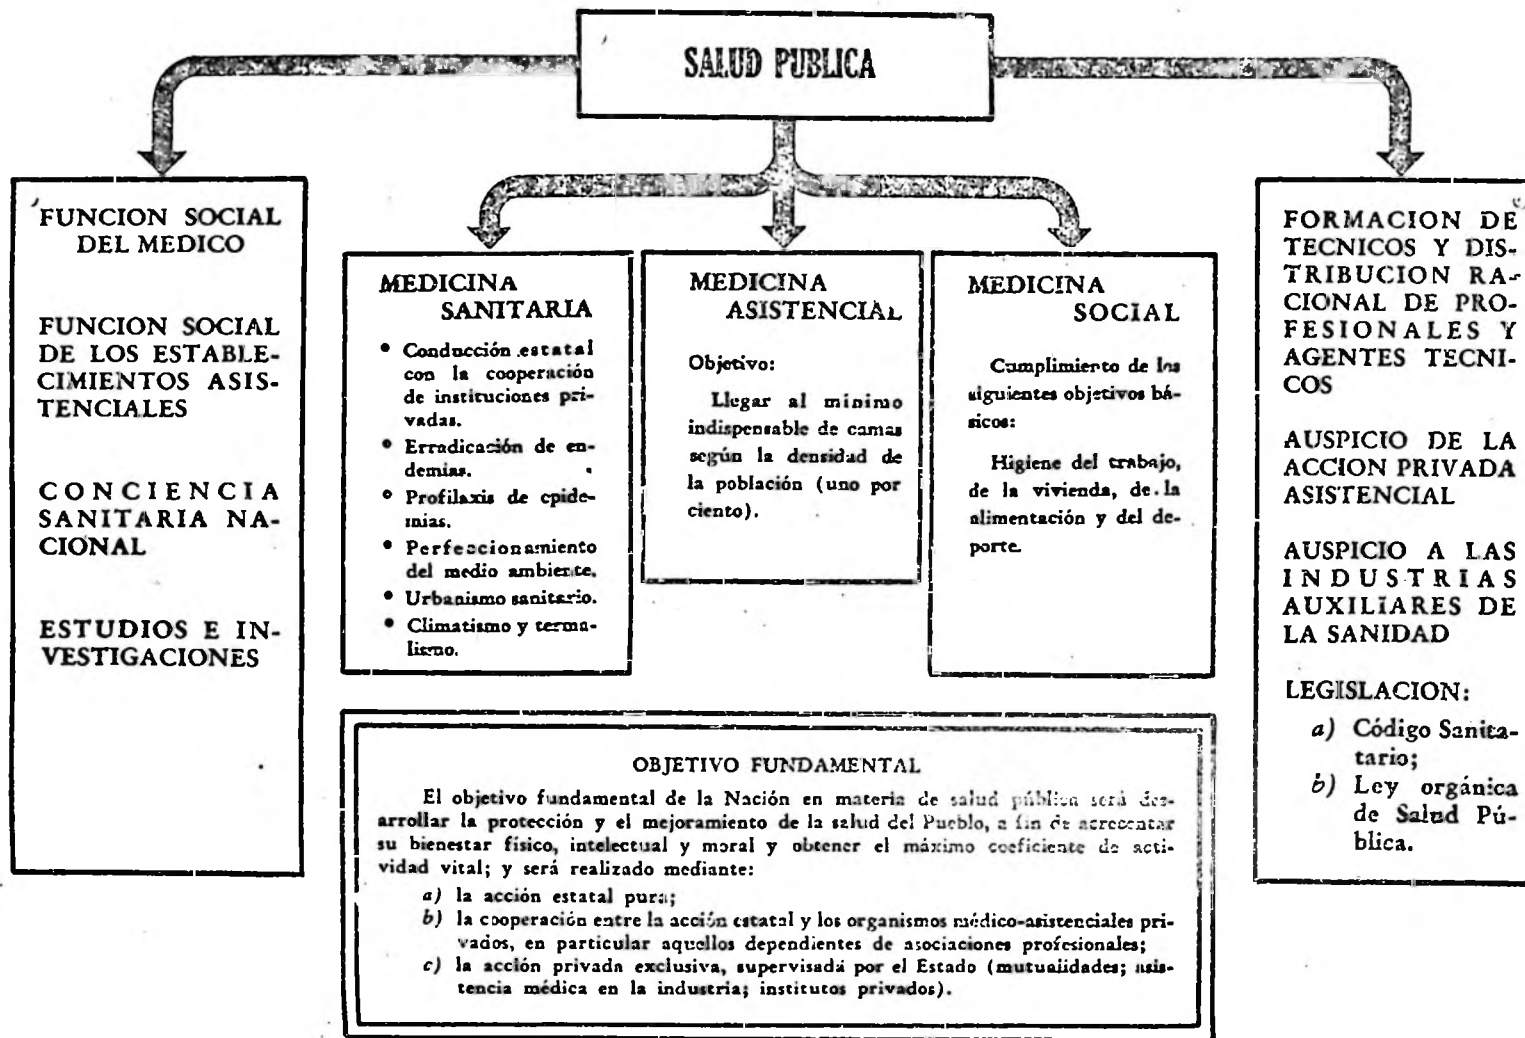 SALUD PUBLICA
FUNCION SOCIAL
DEL MEDICO
FUNCION SOCIAL
DE LOS ESTABLE-
CIMIENTOS ASIS-
TENCIALES
CONCIENCIA
SANITARIA NA-
CIONAL
ESTUDIOS E IN-
VESTIGACIONES
MEDICINA
SANITARIA
• Conducción estatal
con la cooperación
de instituciones pri-
vadas.
• Erradicación de en-
demias.
• Profilaxis de epide-
mias.
• Perfeccionamiento
del medio ambiente.
• Urbanismo sanitario.
• Climatismo y terma-
lismo.
MEDICINA
ASISTENCIAL
Objetivo:
Llegar al mínimo
indispensable de camas
según la densidad de
la población (uno por
ciento).
MEDICINA
SOCIAL
Cumplimiento de los
siguientes objetivos bá-
sicos:
Higiene del trabajo,
de la vivienda, de la
alimentación y del de-
porte.
FORMACION DE
TECNICOS Y DIS-
TRIBUCION RA-
CIONAL DE PRO-
FESIONALES Y
AGENTES TECNI-
COS
AUSPICIO DE LA
ACCION PRIVADA
ASISTENCIAL
AUSPICIO A LAS
INDUSTRIAS
AUXILIARES DE
LA SANIDAD
LEGISLACION:
a) Código Sanita-
tario;
b) Ley orgánica
de Salud Pú-
blica.
OBJETIVO FUNDAMENTAL
El objetivo fundamental de la Nación en materia de salud pública será des-
arrollar la protección y el mejoramiento de la salud del Pueblo, a fin de acrecentar
su bienestar físico, intelectual y moral y obtener el máximo coeficiente de acti-
vidad vital; y será realizado mediante:
a) la acción estatal pura;
b) la cooperación entre la acción estatal y los organismos médico-asistenciales pri-
vados, en particular aquellos dependientes de asociaciones profesionales;
c) la acción privada exclusiva, supervisada por el Estado (mutualidades; asis-
tencia médica en la industria; institutos privados).